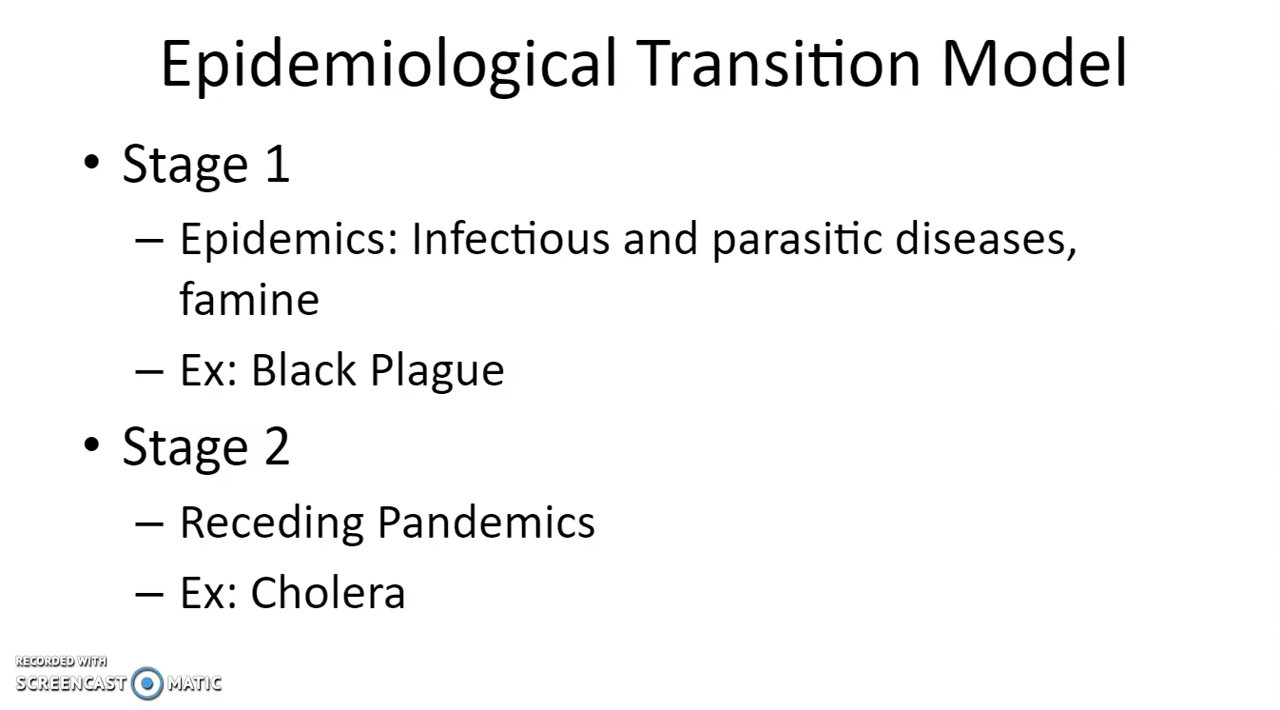 Epidemiological Transition Model
• Stage 1
– Epidemics: Infectious and parasitic diseases,
famine
– Ex: Black Plague
• Stage 2
– Receding Pandemics
– Ex: Cholera
RECORDED WITH
SCREENCAST MATIC